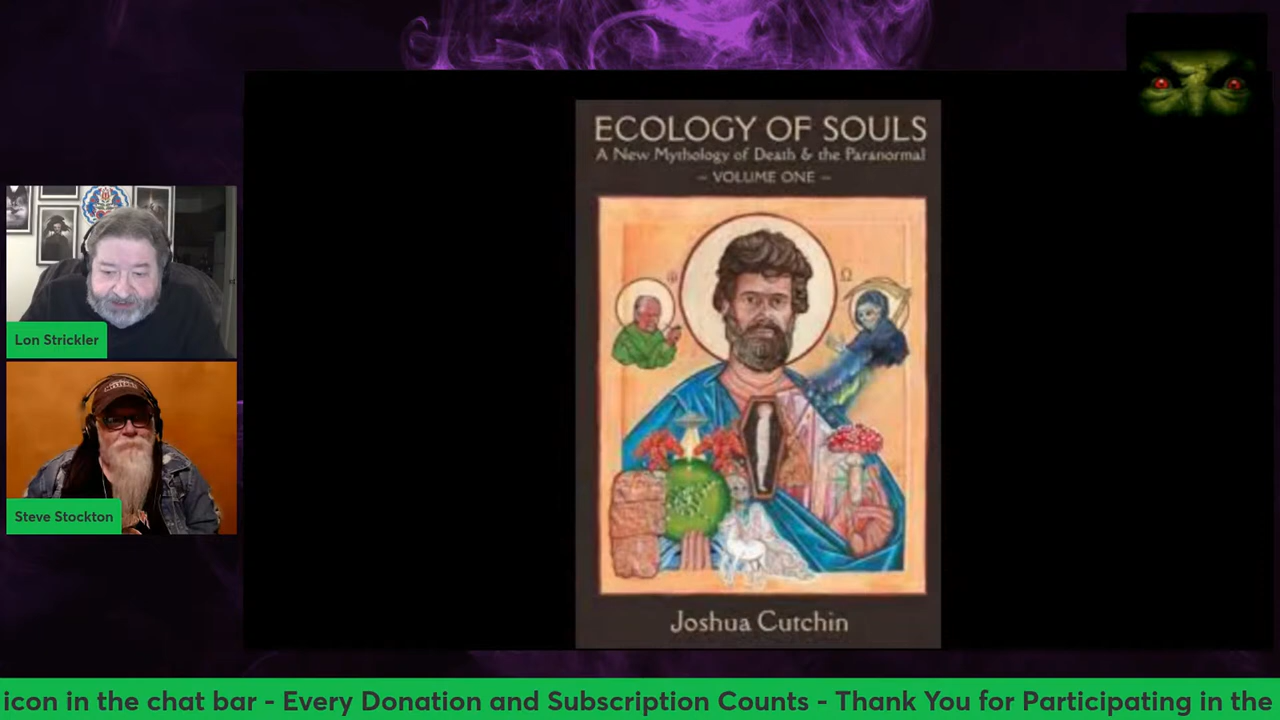 ECOLOGY OF SOULS
A New Mythology of Death & the Paranormal
– VOLUME ONE –
Ω
Joshua Cutchin
Lon Strickler
Steve Stockton
icon in the chat bar - Every Donation and Subscription Counts - Thank You for Participating in the